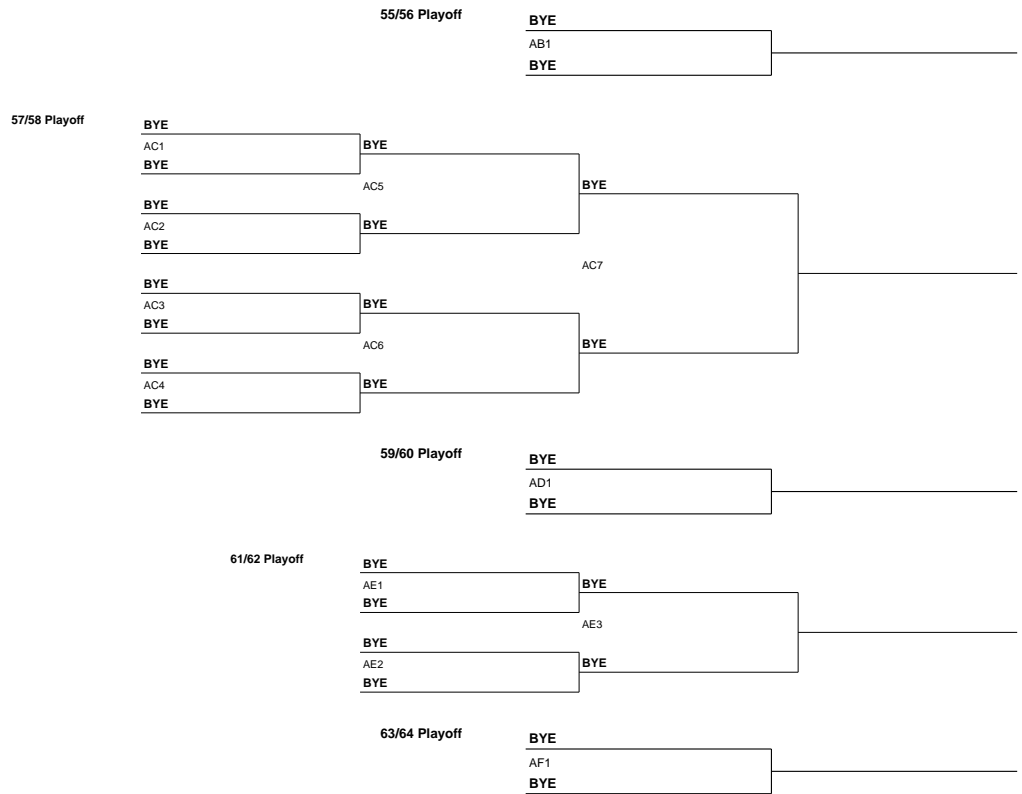 55/56 Playoff
BYE
AB1
BYE
57/58 Playoff
BYE
AC1
BYE
BYE
AC5
BYE
AC2
BYE
BYE
BYE
AC7
BYE
AC3
BYE
BYE
AC6
BYE
BYE
AC4
BYE
BYE
59/60 Playoff
BYE
AD1
BYE
61/62 Playoff
BYE
AE1
BYE
BYE
AE3
BYE
AE2
BYE
BYE
63/64 Playoff
BYE
AF1
BYE